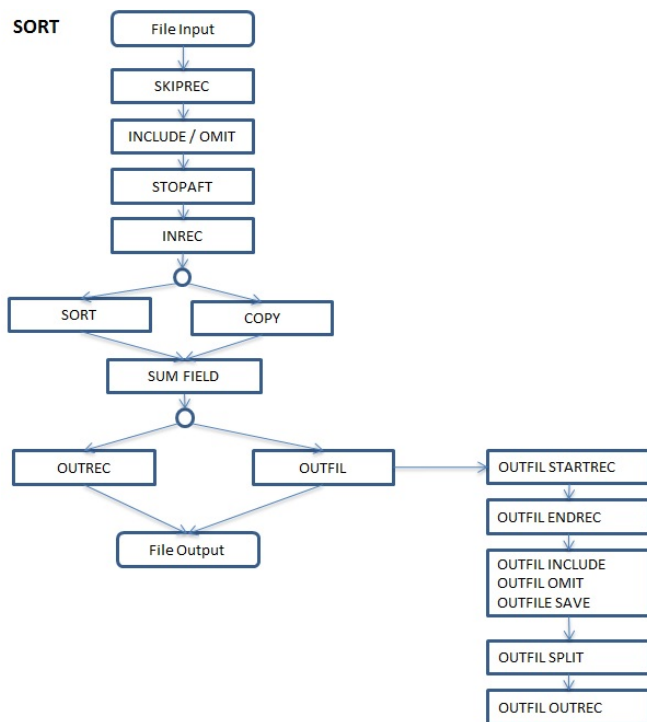 SORT
File Input
SKIPREC
INCLUDE / OMIT
STOPAFT
INREC
SORT
COPY
SUM FIELD
OUTREC
OUTFIL
File Output
OUTFIL STARTREC
OUTFIL ENDREC
OUTFIL INCLUDE
OUTFIL OMIT
OUTFILE SAVE
OUTFIL SPLIT
OUTFIL OUTREC